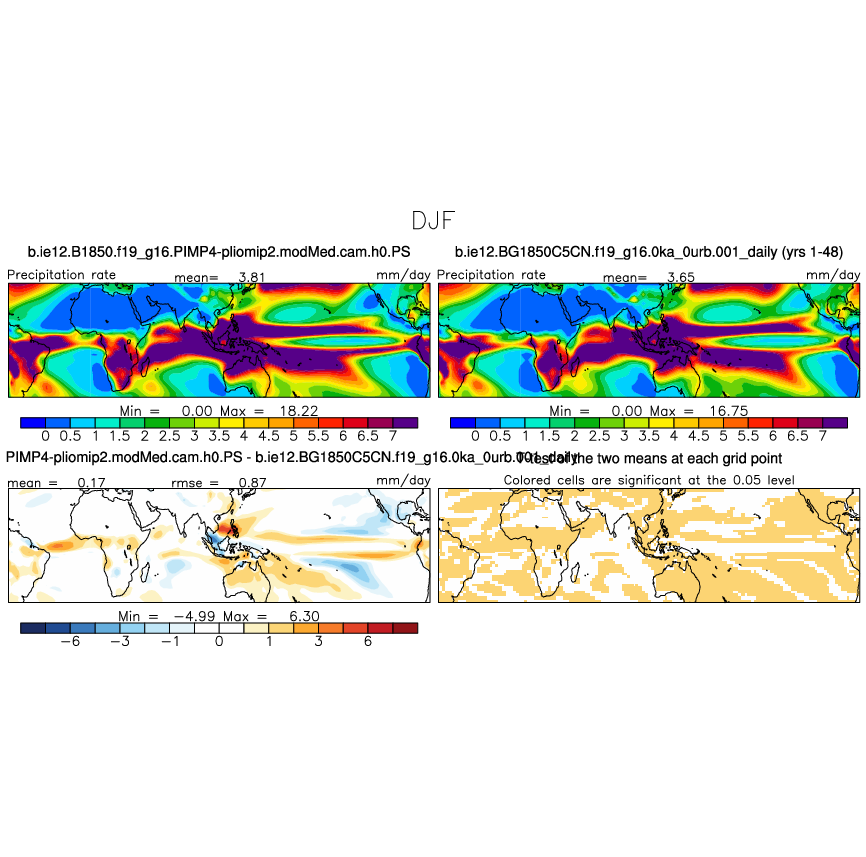 DJF
b.ie12.B1850.f19_g16.PIMP4-pliomip2.modMed.cam.h0.PS
Precipitation rate mean= 3.81 mm/day
Min = 0.00 Max = 18.22
0 0.5 1 1.5 2 2.5 3 3.5 4 4.5 5 5.5 6 6.5 7
b.ie12.BG1850C5CN.f19_g16.0ka_0urb.001_daily (yrs 1-48)
Precipitation rate mean= 3.65 mm/day
Min = 0.00 Max = 16.75
0 0.5 1 1.5 2 2.5 3 3.5 4 4.5 5 5.5 6 6.5 7
PIMP4-pliomip2.modMed.cam.h0.PS - b.ie12.BG1850C5CN.f19_g16.0ka_0urb.001_daily
mean = 0.17 rmse = 0.87 mm/day
Min = -4.99 Max = 6.30
-6 -3 -1 0 1 3 6
T-test of the two means at each grid point
Colored cells are significant at the 0.05 level